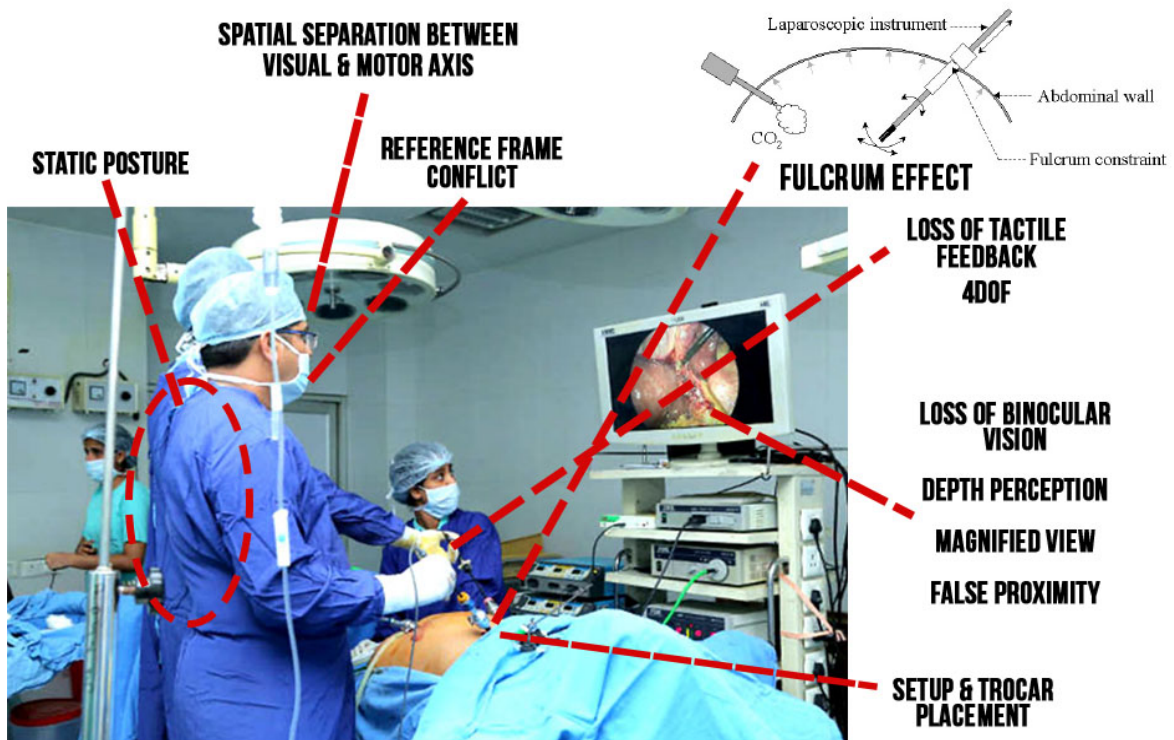 SPATIAL SEPARATION BETWEEN
VISUAL & MOTOR AXIS
STATIC POSTURE
REFERENCE FRAME
CONFLICT
Laparoscopic instrument
Abdominal wall
CO₂
Fulcrum constraint
FULCRUM EFFECT
LOSS OF TACTILE
FEEDBACK
4DOF
LOSS OF BINOCULAR
VISION
DEPTH PERCEPTION
MAGNIFIED VIEW
FALSE PROXIMITY
SETUP & TROCAR
PLACEMENT